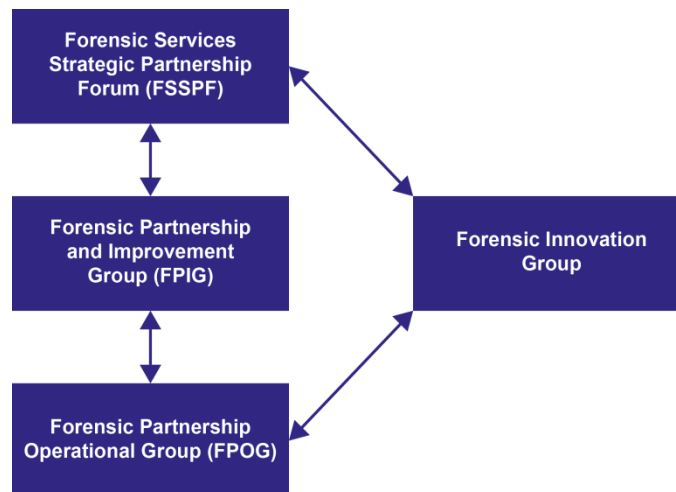 Forensic Services
Strategic Partnership
Forum (FSSPF)
Forensic Partnership
and Improvement
Group (FPIG)
Forensic Innovation
Group
Forensic Partnership
Operational Group (FPOG)